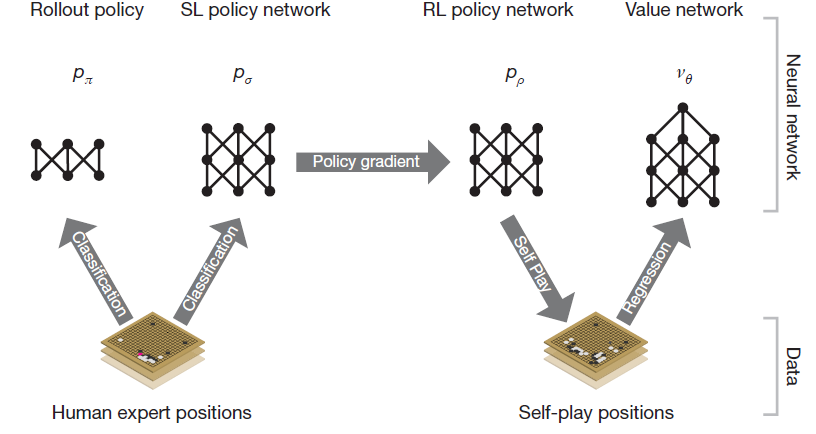 Rollout policy
SL policy network
RL policy network
Value network
pπ
pσ
pρ
νθ
Neural network
Policy gradient
Classification
Classification
Self Play
Regression
Data
Human expert positions
Self-play positions